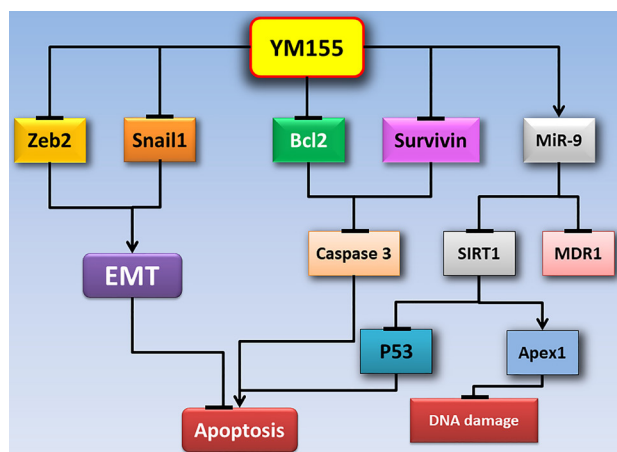 YM155
Zeb2
Snail1
Bcl2
Survivin
MiR-9
EMT
Caspase 3
SIRT1
MDR1
P53
Apex1
Apoptosis
DNA damage